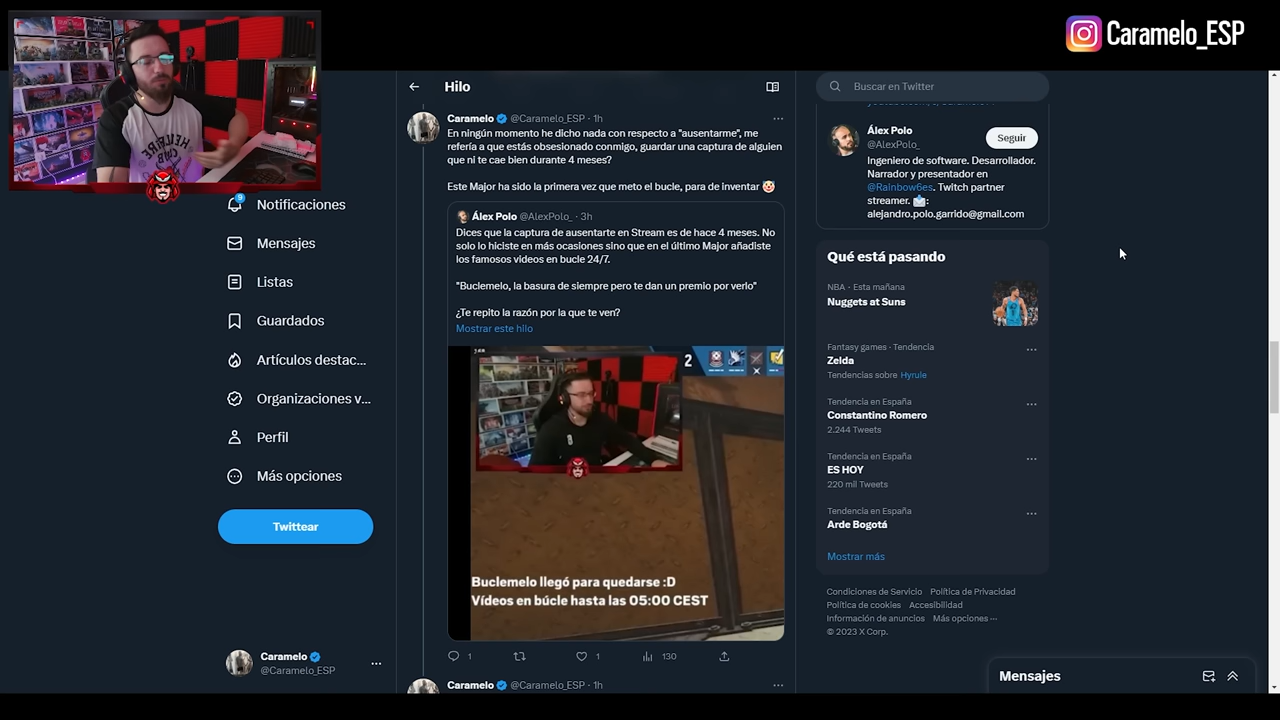 Caramelo_ESP
Notificaciones
Mensajes
Listas
Guardados
Artículos destac...
Organizaciones v...
Perfil
Más opciones
Twittear
Caramelo
@Caramelo_ESP
Hilo
Caramelo @Caramelo_ESP · 1h
En ningún momento he dicho nada con respecto a "ausentarme", me
refería a que estás obsesionado conmigo, guardar una captura de alguien
que ni te cae bien durante 4 meses?
Este Major ha sido la primera vez que meto el bucle, para de inventar 🤡
Álex Polo @AlexPolo_ · 3h
Dices que la captura de ausentarte en Stream es de hace 4 meses. No
solo lo hiciste en más ocasiones sino que en el último Major añadiste
los famosos videos en bucle 24/7.
"Buclemelo, la basura de siempre pero te dan un premio por verlo"
¿Te repito la razón por la que te ven?
Mostrar este hilo
2
Buclemelo llegó para quedarse :D
Vídeos en búcle hasta las 05:00 CEST
1
1
130
Caramelo @Caramelo_ESP · 1h
Buscar en Twitter
Álex Polo
@AlexPolo_
Seguir
Ingeniero de software. Desarrollador.
Narrador y presentador en
@Rainbow6es. Twitch partner
streamer. 📩:
alejandro.polo.garrido@gmail.com
Qué está pasando
NBA · Esta mañana
Nuggets at Suns
Fantasy games · Tendencia
Zelda
Tendencias sobre Hyrule
Tendencia en España
Constantino Romero
2.244 Tweets
Tendencia en España
ES HOY
220 mil Tweets
Tendencia en España
Arde Bogotá
Mostrar más
Condiciones de Servicio Política de Privacidad
Política de cookies Accesibilidad
Información de anuncios Más opciones ···
© 2023 X Corp.
Mensajes